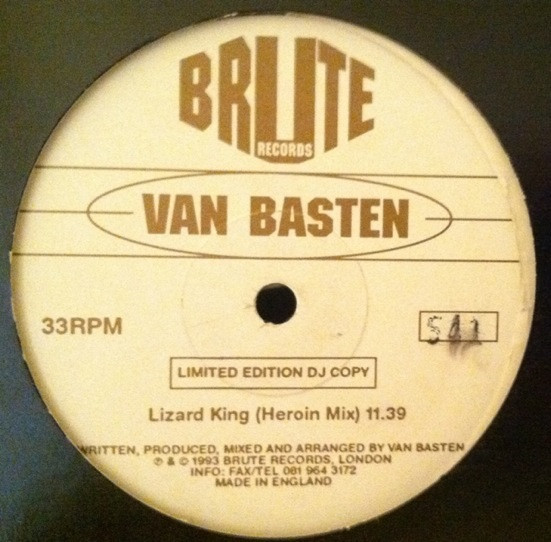 BRUTE
RECORDS
VAN BASTEN
33RPM
541
LIMITED EDITION DJ COPY
Lizard King (Heroin Mix) 11.39
WRITTEN, PRODUCED, MIXED AND ARRANGED BY VAN BASTEN
℗ & © 1993 BRUTE RECORDS, LONDON
INFO: FAX/TEL 081 964 3172
MADE IN ENGLAND